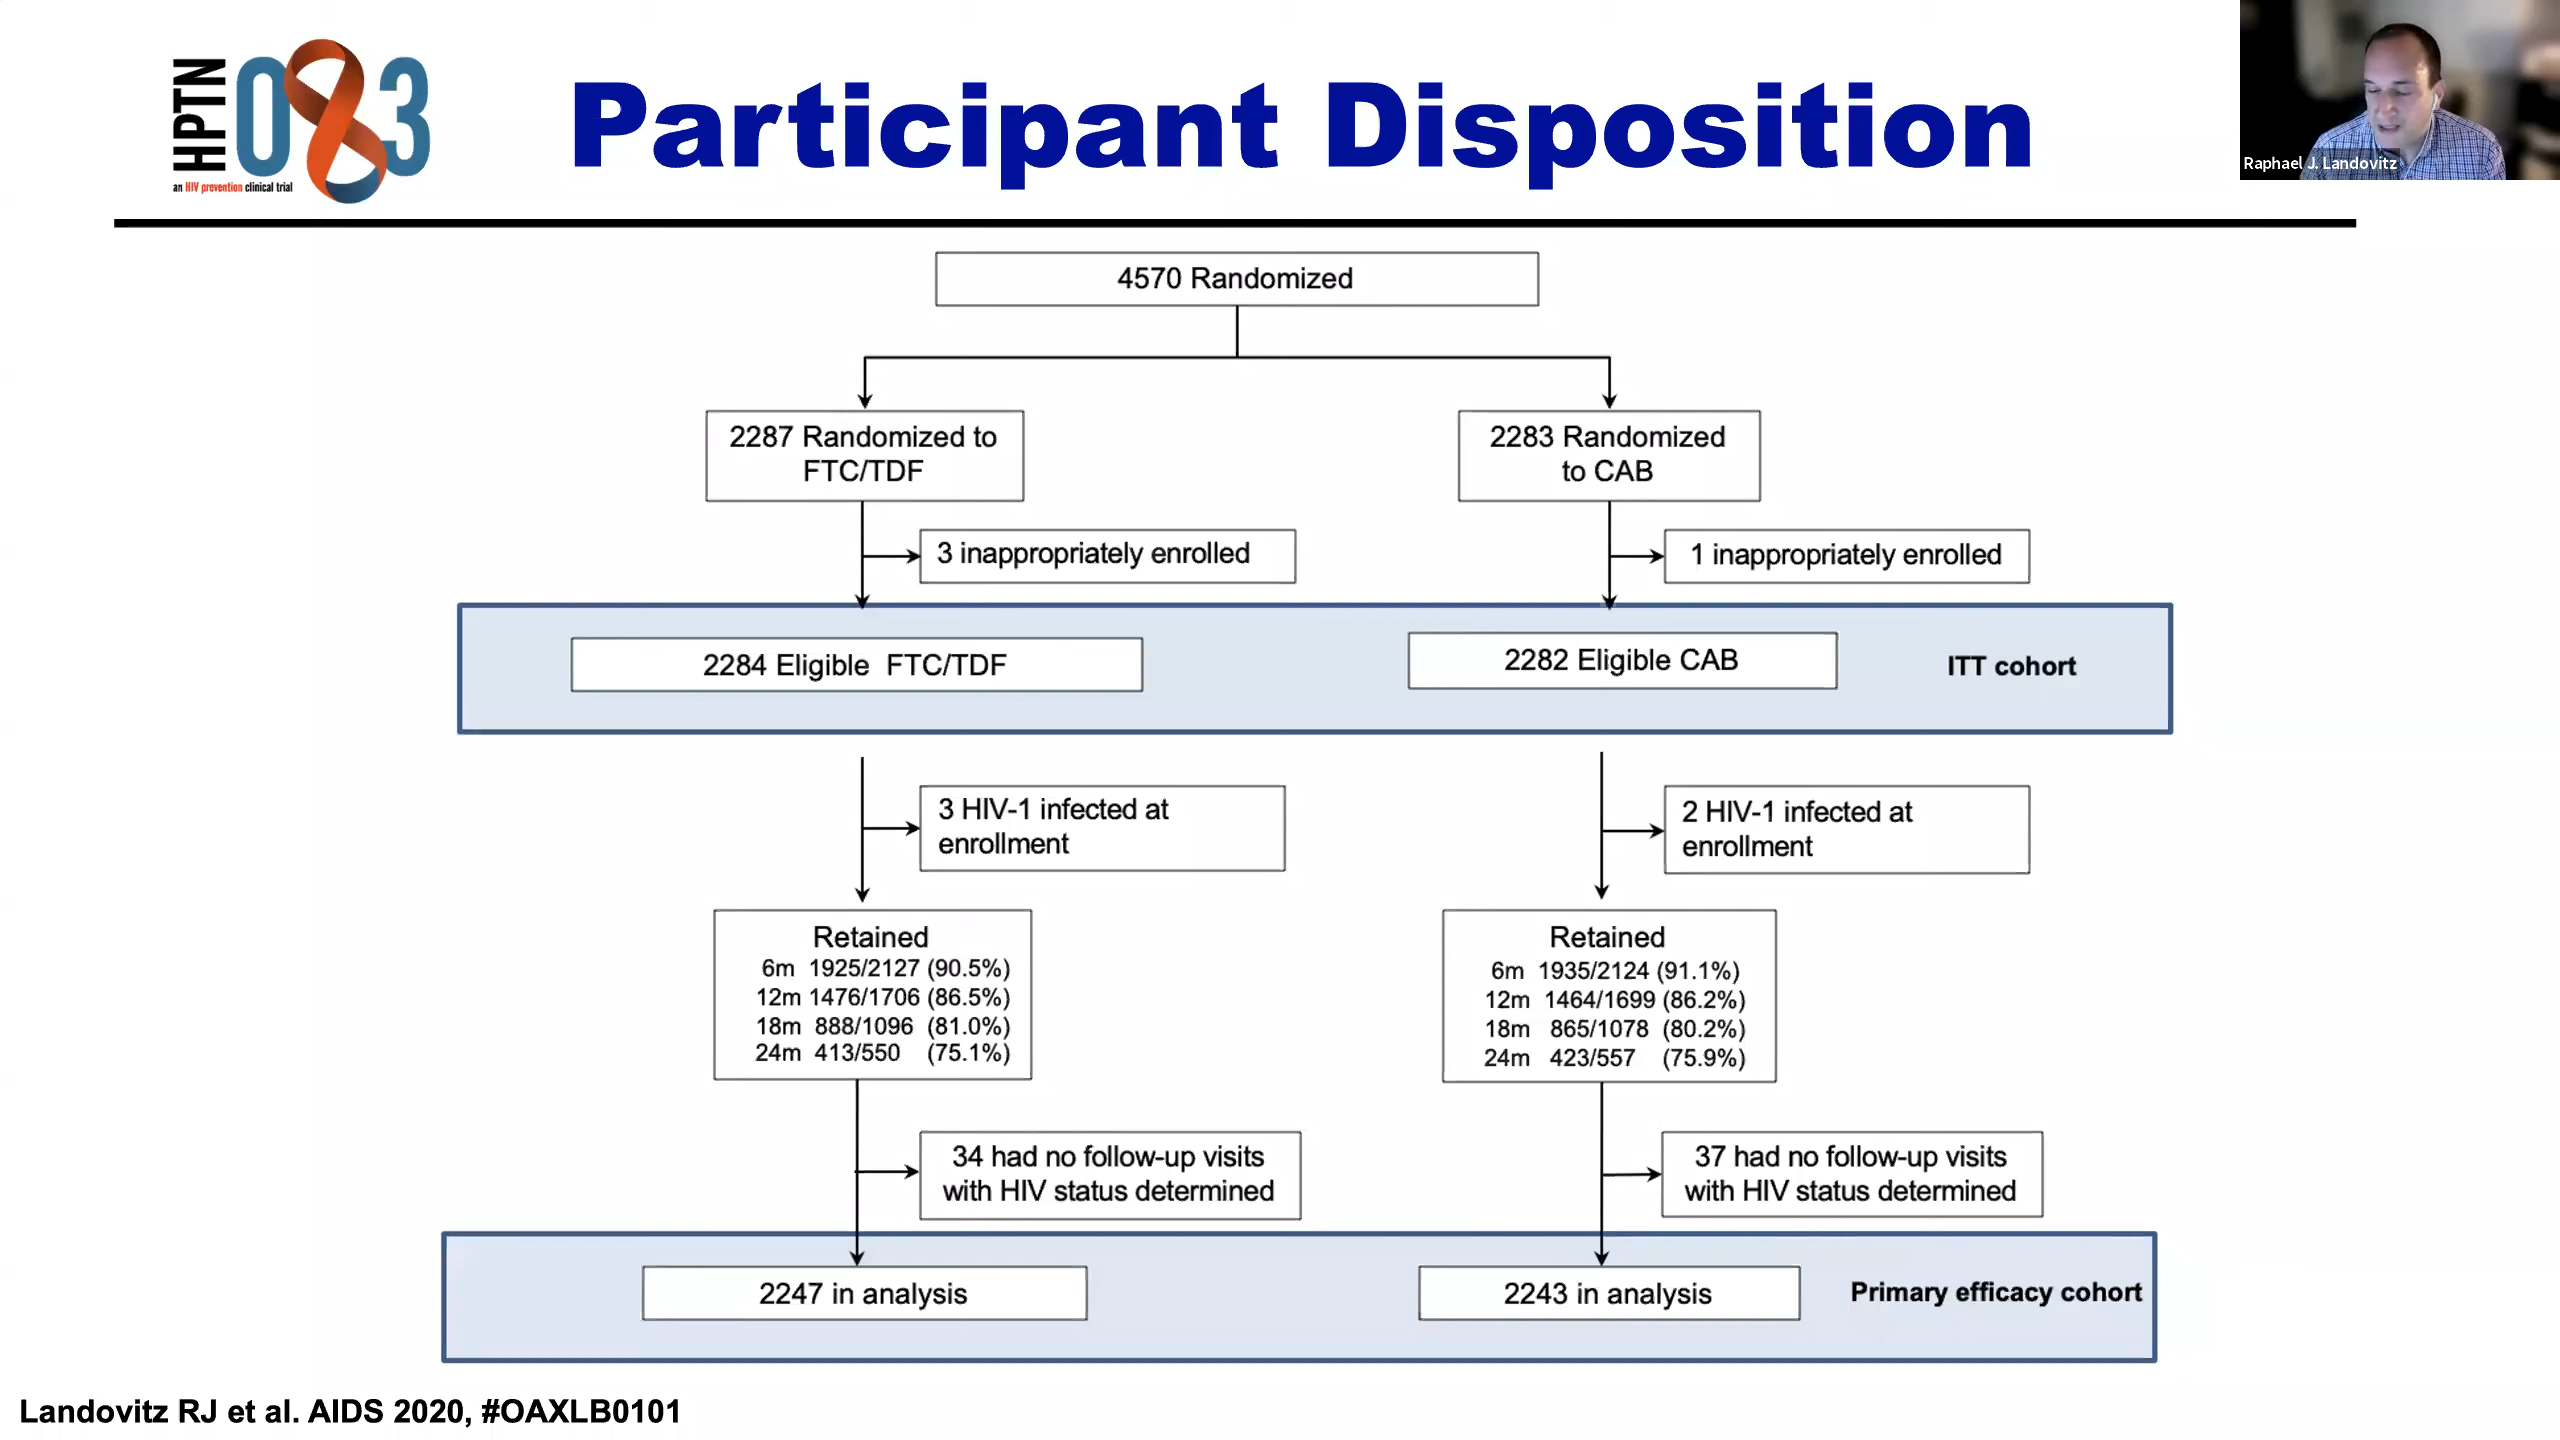 HPTN 083
an HIV prevention clinical trial
Participant Disposition
Raphael J. Landovitz
4570 Randomized
2287 Randomized to
FTC/TDF
2283 Randomized
to CAB
3 inappropriately enrolled
1 inappropriately enrolled
2284 Eligible FTC/TDF
2282 Eligible CAB
ITT cohort
3 HIV-1 infected at
enrollment
2 HIV-1 infected at
enrollment
Retained
6m 1925/2127 (90.5%)
12m 1476/1706 (86.5%)
18m 888/1096 (81.0%)
24m 413/550 (75.1%)
Retained
6m 1935/2124 (91.1%)
12m 1464/1699 (86.2%)
18m 865/1078 (80.2%)
24m 423/557 (75.9%)
34 had no follow-up visits
with HIV status determined
37 had no follow-up visits
with HIV status determined
2247 in analysis
2243 in analysis
Primary efficacy cohort
Landovitz RJ et al. AIDS 2020, #OAXLB0101